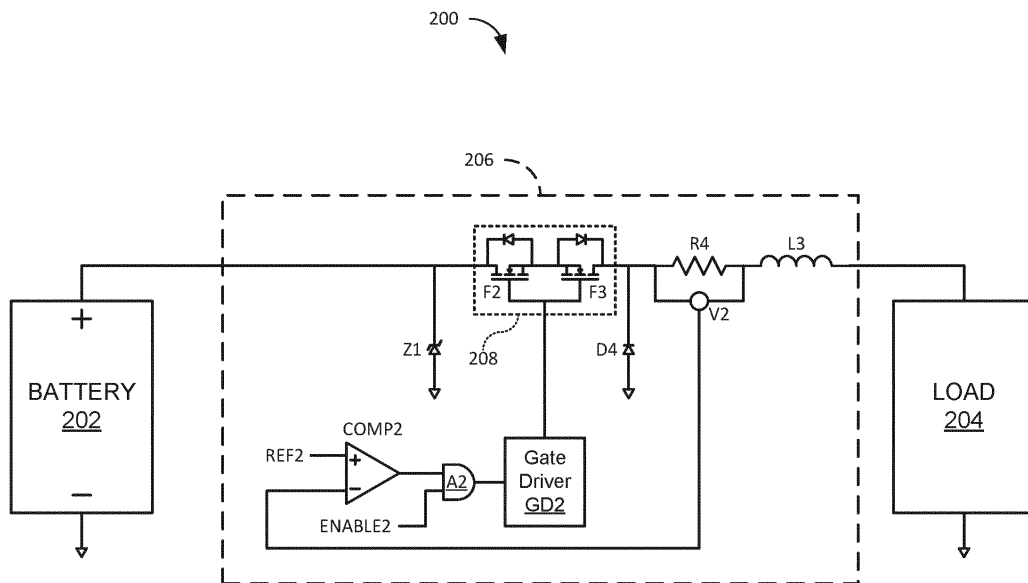 200
206
R4
L3
F2
F3
V2
Z1
208
D4
+
BATTERY
202
−
LOAD
204
COMP2
REF2
+
−
A2
ENABLE2
Gate
Driver
GD2